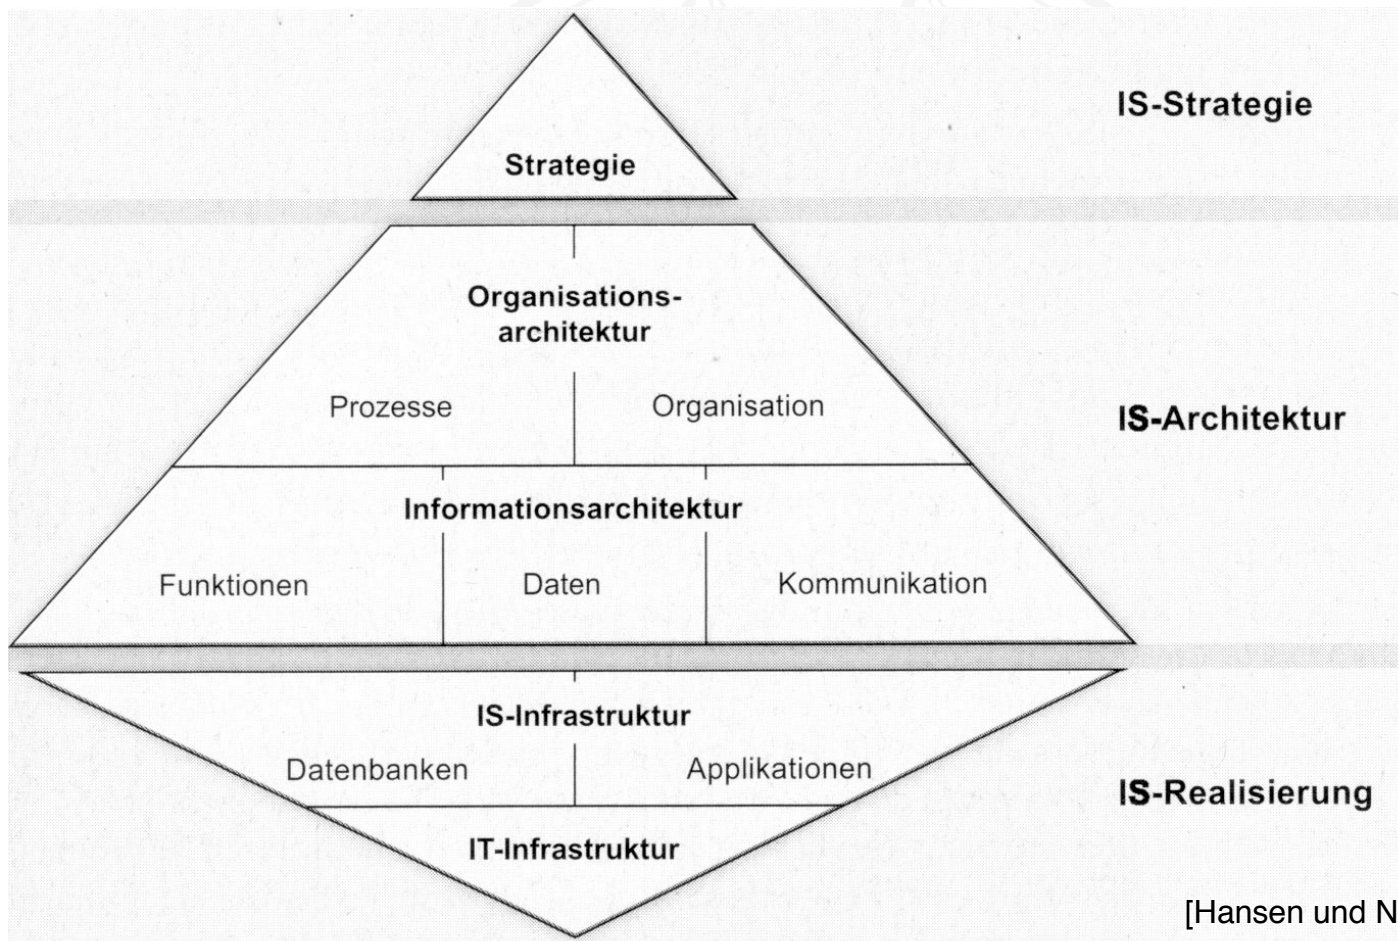 IS-Strategie
Strategie
Organisations-
architektur
Prozesse
Organisation
IS-Architektur
Informationsarchitektur
Funktionen
Daten
Kommunikation
IS-Infrastruktur
Datenbanken
Applikationen
IS-Realisierung
IT-Infrastruktur
[Hansen und N